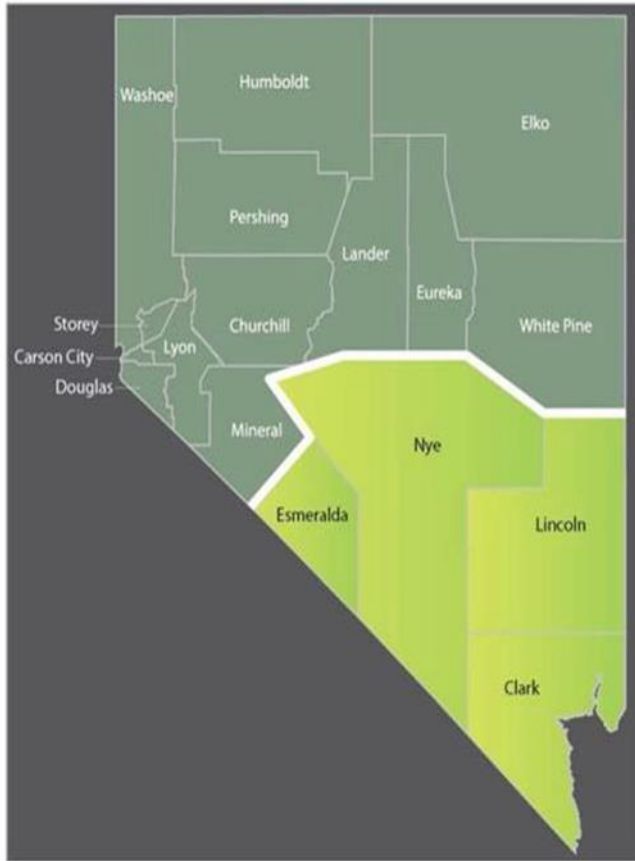 Humboldt
Washoe
Elko
Pershing
Lander
Eureka
Churchill
White Pine
Storey
Lyon
Carson City
Douglas
Mineral
Nye
Esmeralda
Lincoln
Clark